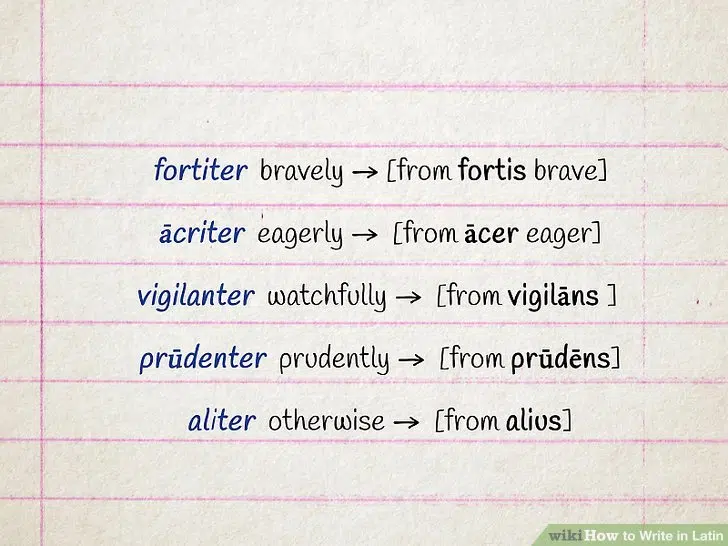 fortiter bravely → [from fortis brave]
ācriter eagerly → [from ācer eager]
vigilanter watchfully → [from vigilāns ]
prūdenter prudently → [from prūdēns]
aliter otherwise → [from alius]
wikiHow to Write in Latin